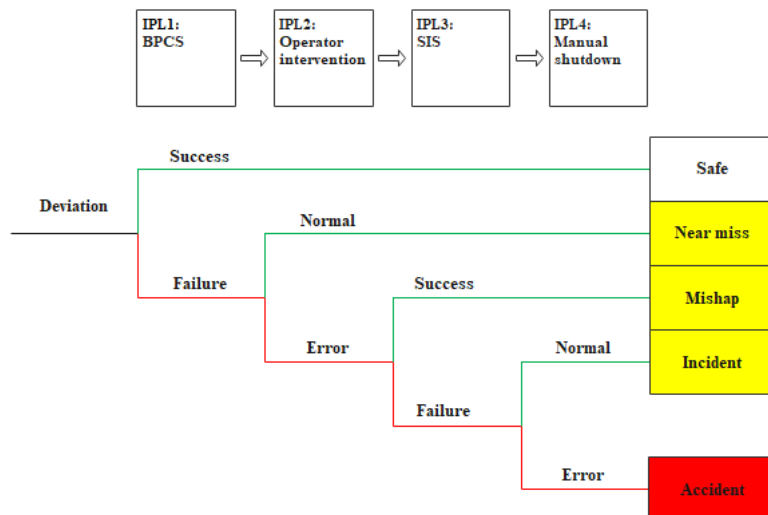 IPL1:
BPCS
IPL2:
Operator
intervention
IPL3:
SIS
IPL4:
Manual
shutdown
Success
Safe
Deviation
Normal
Near miss
Failure
Success
Mishap
Error
Normal
Incident
Failure
Error
Accident